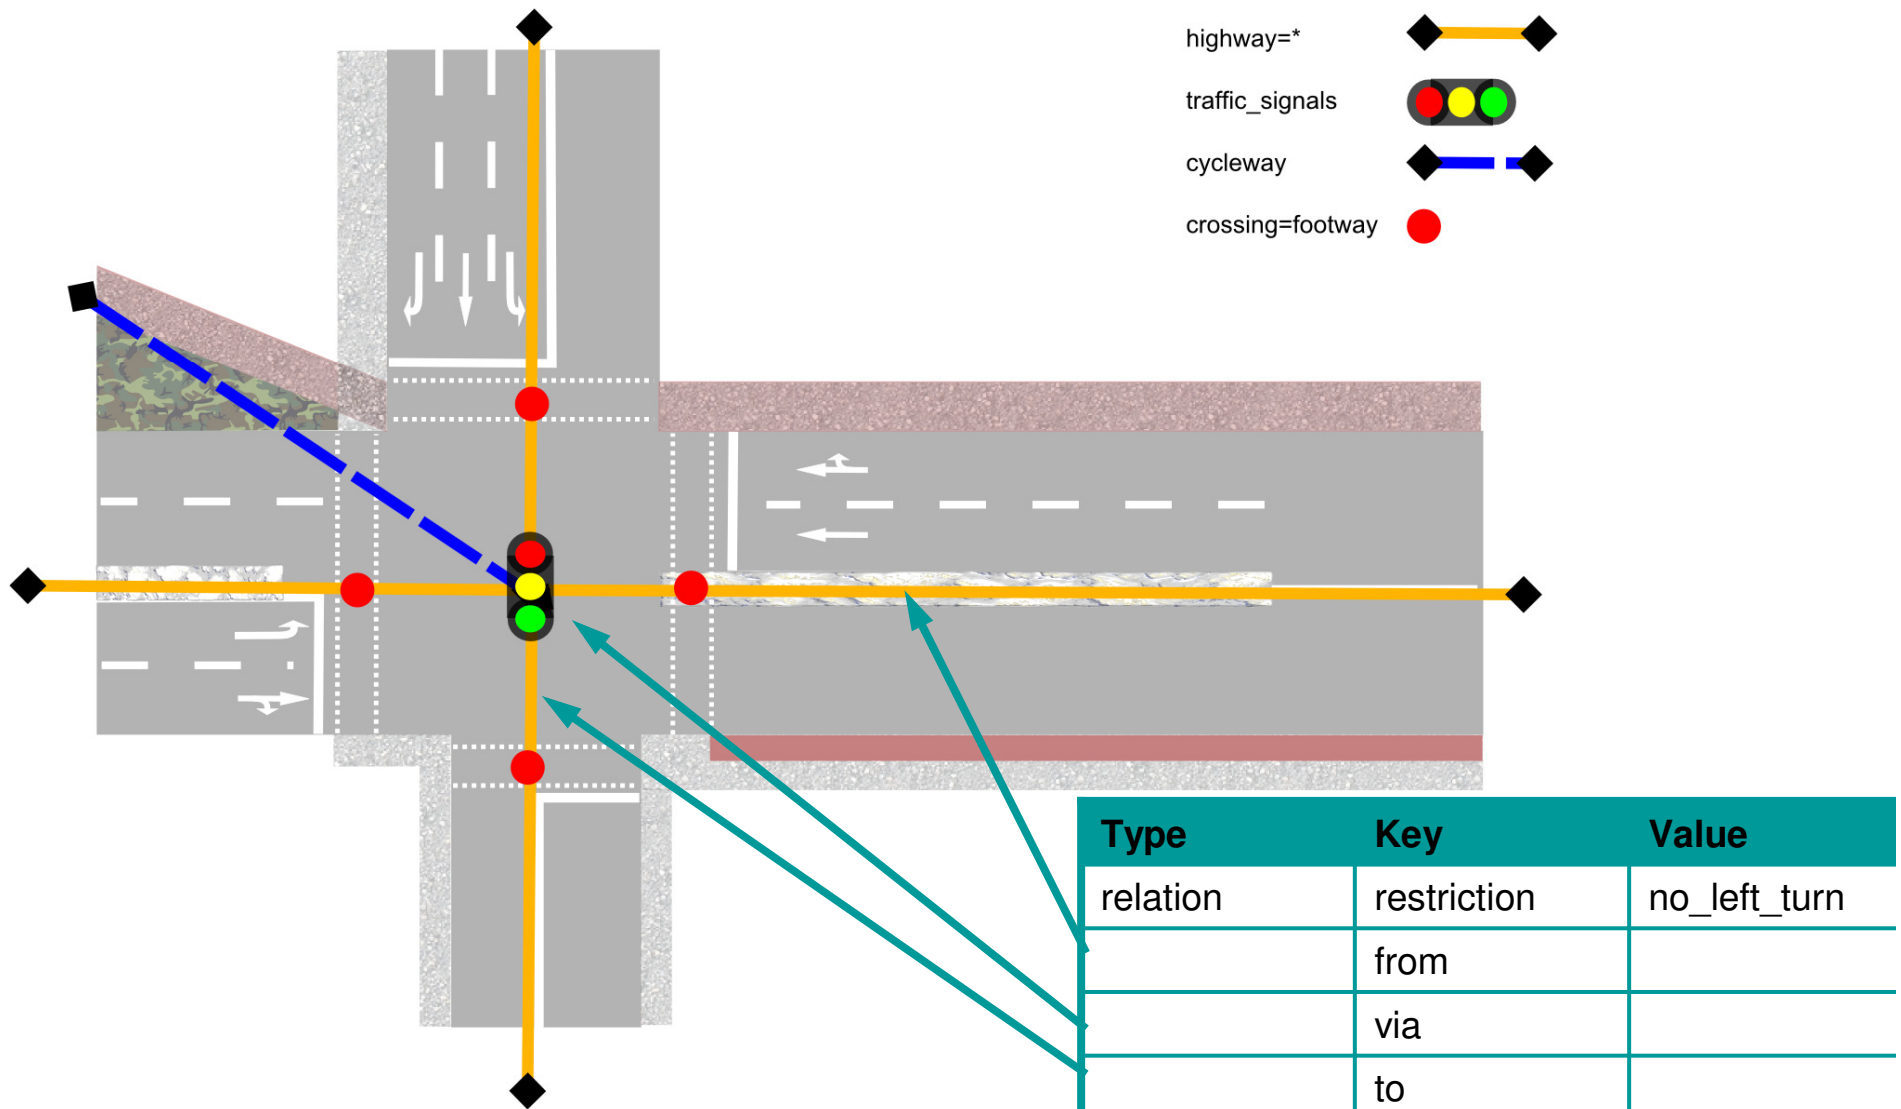 highway=*
traffic_signals
cycleway
crossing=footway
Type Key Value
relation restriction no_left_turn
from
via
to